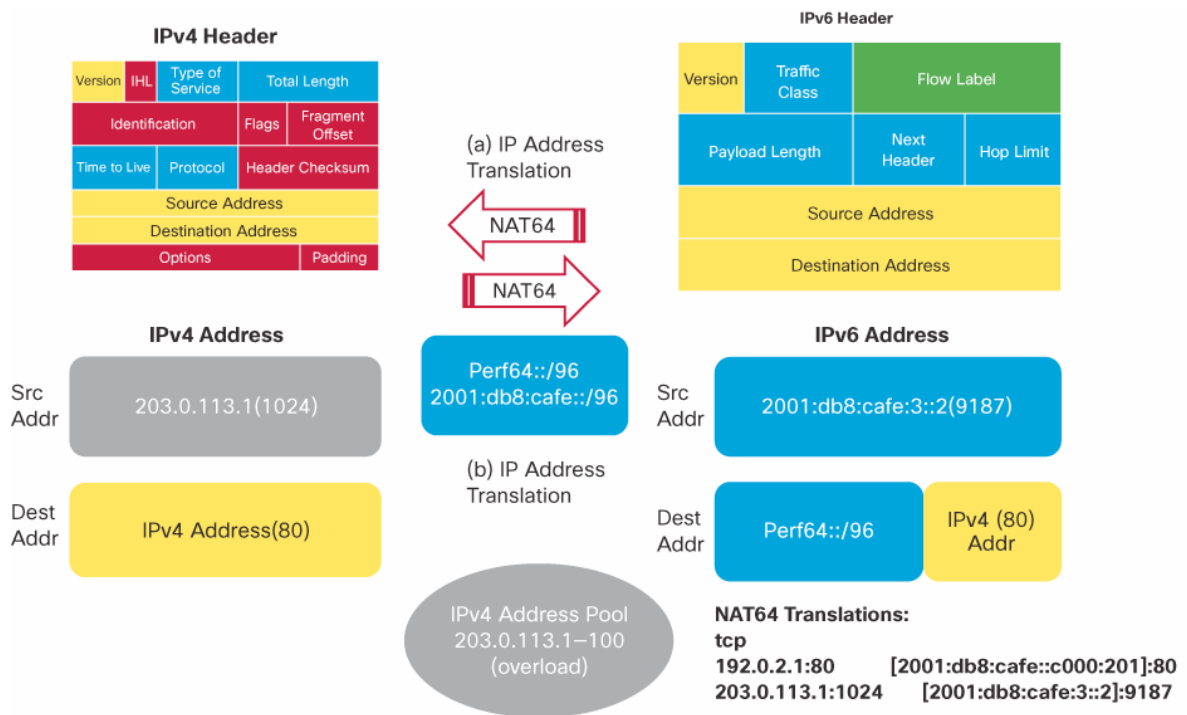 IPv4 Header
Version
IHL
Type of
Service
Total Length
Identification
Flags
Fragment
Offset
Time to Live
Protocol
Header Checksum
Source Address
Destination Address
Options
Padding
(a) IP Address
Translation
NAT64
NAT64
IPv6 Header
Version
Traffic
Class
Flow Label
Payload Length
Next
Header
Hop Limit
Source Address
Destination Address
IPv4 Address
Src
Addr
203.0.113.1(1024)
Dest
Addr
IPv4 Address(80)
Perf64::/96
2001:db8:cafe::/96
(b) IP Address
Translation
IPv4 Address Pool
203.0.113.1–100
(overload)
IPv6 Address
Src
Addr
2001:db8:cafe:3::2(9187)
Dest
Addr
Perf64::/96
IPv4 (80)
Addr
NAT64 Translations:
tcp
192.0.2.1:80 [2001:db8:cafe::c000:201]:80
203.0.113.1:1024 [2001:db8:cafe:3::2]:9187